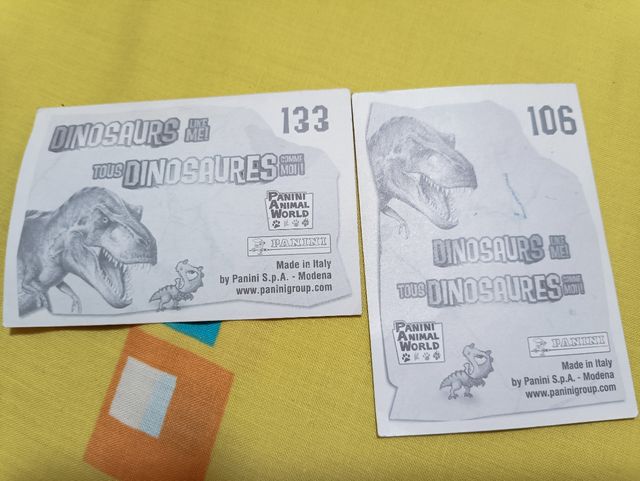 133
DINOSAURS LIKE ME!
TOUS DINOSAURES COMME MOI!
PANINI
ANIMAL
WORLD
PANINI
Made in Italy
by Panini S.p.A. - Modena
www.paninigroup.com
106
DINOSAURS LIKE ME!
TOUS DINOSAURES COMME MOI!
PANINI
ANIMAL
WORLD
PANINI
Made in Italy
by Panini S.p.A. - Modena
www.paninigroup.com